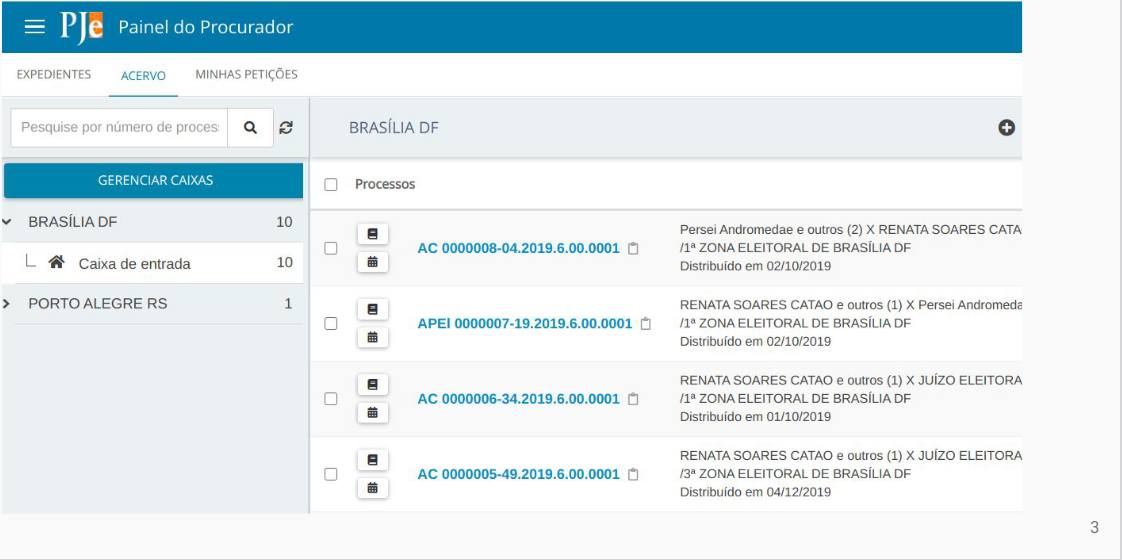 PJe Painel do Procurador
EXPEDIENTES ACERVO MINHAS PETIÇÕES
Pesquise por número de proces
BRASÍLIA DF
GERENCIAR CAIXAS
Processos
BRASÍLIA DF 10
Caixa de entrada 10
PORTO ALEGRE RS 1
AC 0000008-04.2019.6.00.0001
Persei Andromedae e outros (2) X RENATA SOARES CATA
/1ª ZONA ELEITORAL DE BRASÍLIA DF
Distribuído em 02/10/2019
APEl 0000007-19.2019.6.00.0001
RENATA SOARES CATAO e outros (1) X Persei Andromeda
/1ª ZONA ELEITORAL DE BRASÍLIA DF
Distribuído em 02/10/2019
AC 0000006-34.2019.6.00.0001
RENATA SOARES CATAO e outros (1) X JUÍZO ELEITORA
/1ª ZONA ELEITORAL DE BRASÍLIA DF
Distribuído em 01/10/2019
AC 0000005-49.2019.6.00.0001
RENATA SOARES CATAO e outros (1) X JUÍZO ELEITORA
/3ª ZONA ELEITORAL DE BRASÍLIA DF
Distribuído em 04/12/2019
3